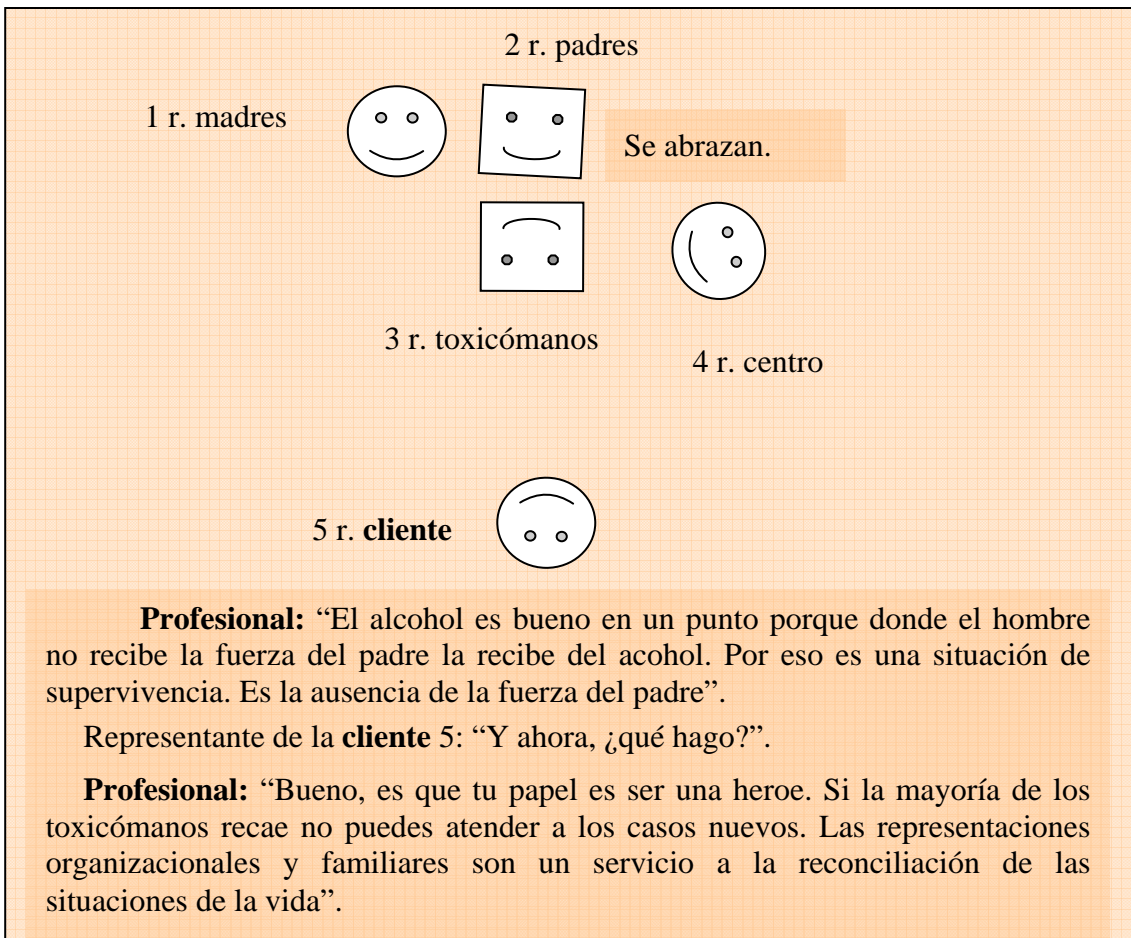 2 r. padres
1 r. madres
Se abrazan.
3 r. toxicómanos
4 r. centro
5 r. cliente
Profesional: “El alcohol es bueno en un punto porque donde el hombre
no recibe la fuerza del padre la recibe del acohol. Por eso es una situación de
supervivencia. Es la ausencia de la fuerza del padre”.
Representante de la cliente 5: “Y ahora, ¿qué hago?”.
Profesional: “Bueno, es que tu papel es ser una heroe. Si la mayoría de los
toxicómanos recae no puedes atender a los casos nuevos. Las representaciones
organizacionales y familiares son un servicio a la reconciliación de las
situaciones de la vida”.